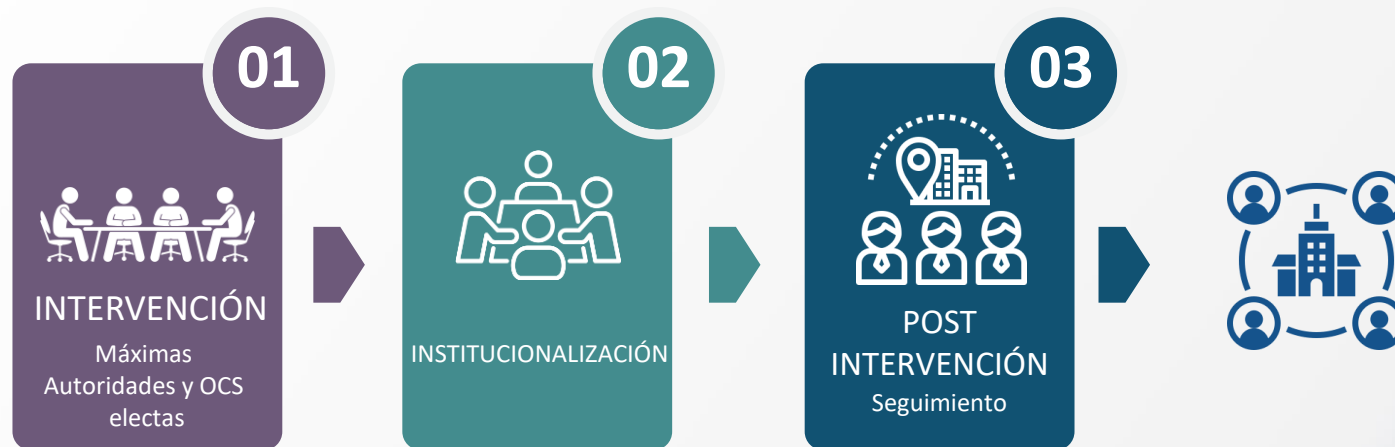 01
INTERVENCIÓN
Máximas
Autoridades y OCS
electas
02
INSTITUCIONALIZACIÓN
03
POST
INTERVENCIÓN
Seguimiento